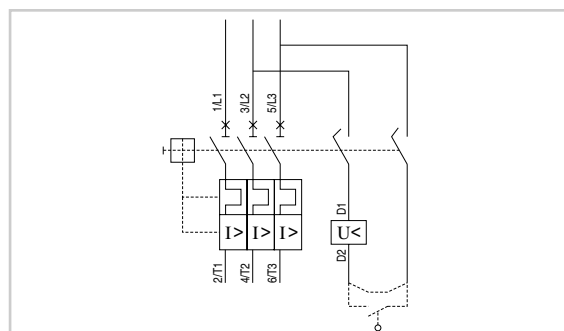 1/L1
3/L2
5/L3
I>
I>
I>
2/T1
4/T2
6/T3
D1
U<
D2